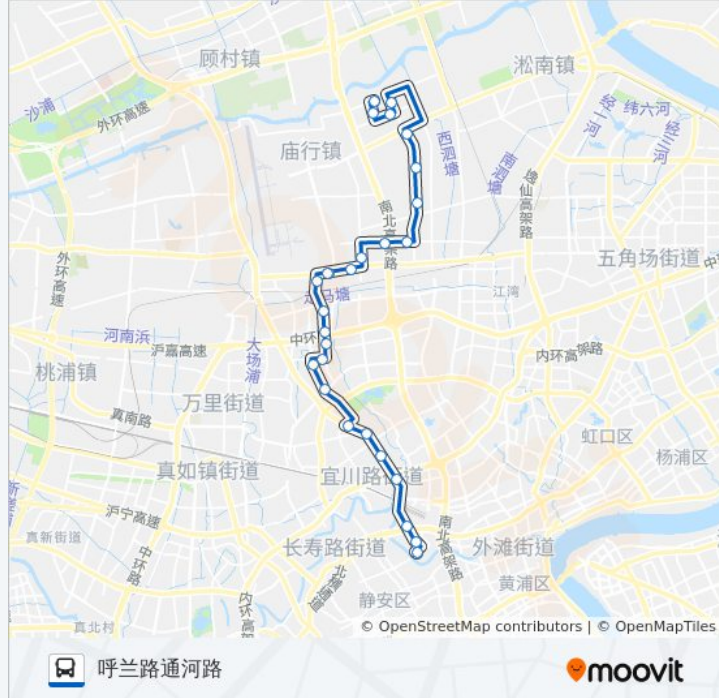 顾村镇
淞南镇
沙浦
外环高速
经一河
纬六河
经三河
庙行镇
西泗塘
南泗塘
逸仙高架路
南北高架路
外环高速
五角场街道
走马塘
江湾
河南浜
沪嘉高速
中环
大场浦
内环高架路
桃浦镇
万里街道
真南路
虹口区
杨浦区
真如镇街道
宜川路街道
沪宁高速
真新街道
中环路
长寿路街道
南北高架路
外滩街道
北横通道
黄浦区
内环高
静安区
真北村
© OpenStreetMap contributors | © OpenMapTiles
呼兰路通河路
moovit